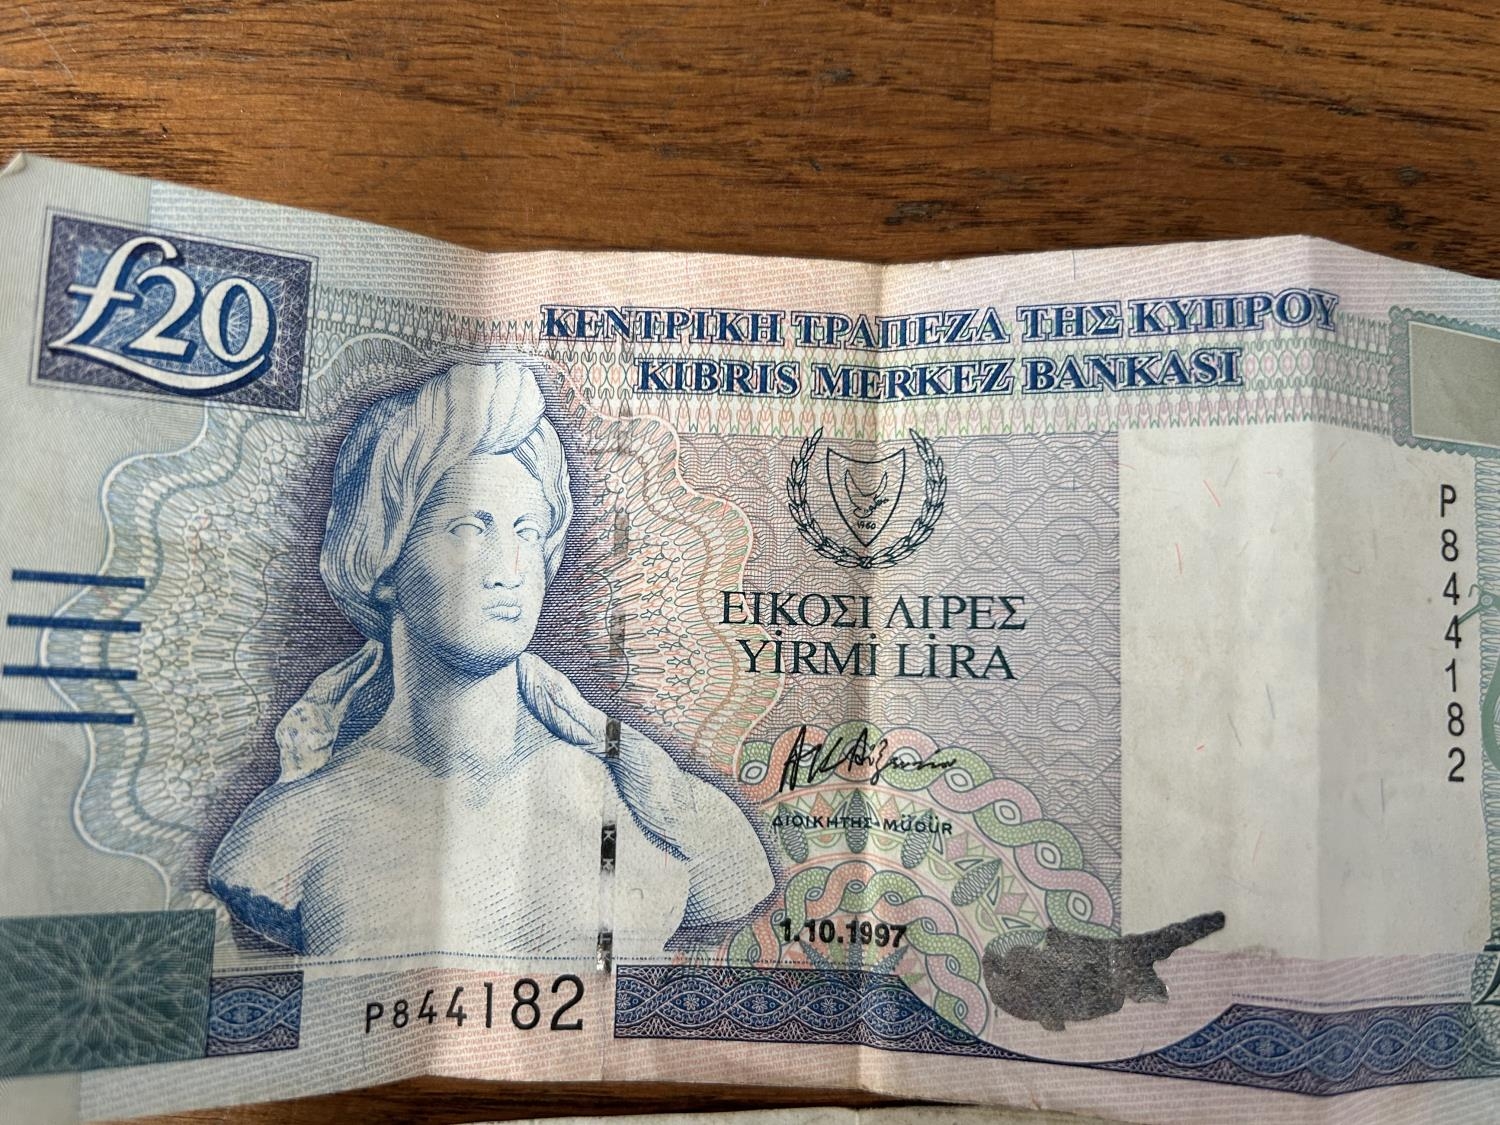 £20
ΚΕΝΤΡΙΚΗ ΤΡΑΠΕΖΑ ΤΗΣ ΚΥΠΡΟΥ
KIBRIS MERKEZ BANKASI
1960
ΕΙΚΟΣΙ ΛΙΡΕΣ
YİRMİ LİRA
ΔΙΟΙΚΗΤΗΣ-MÜDÜR
1.10.1997
P844182
P844182